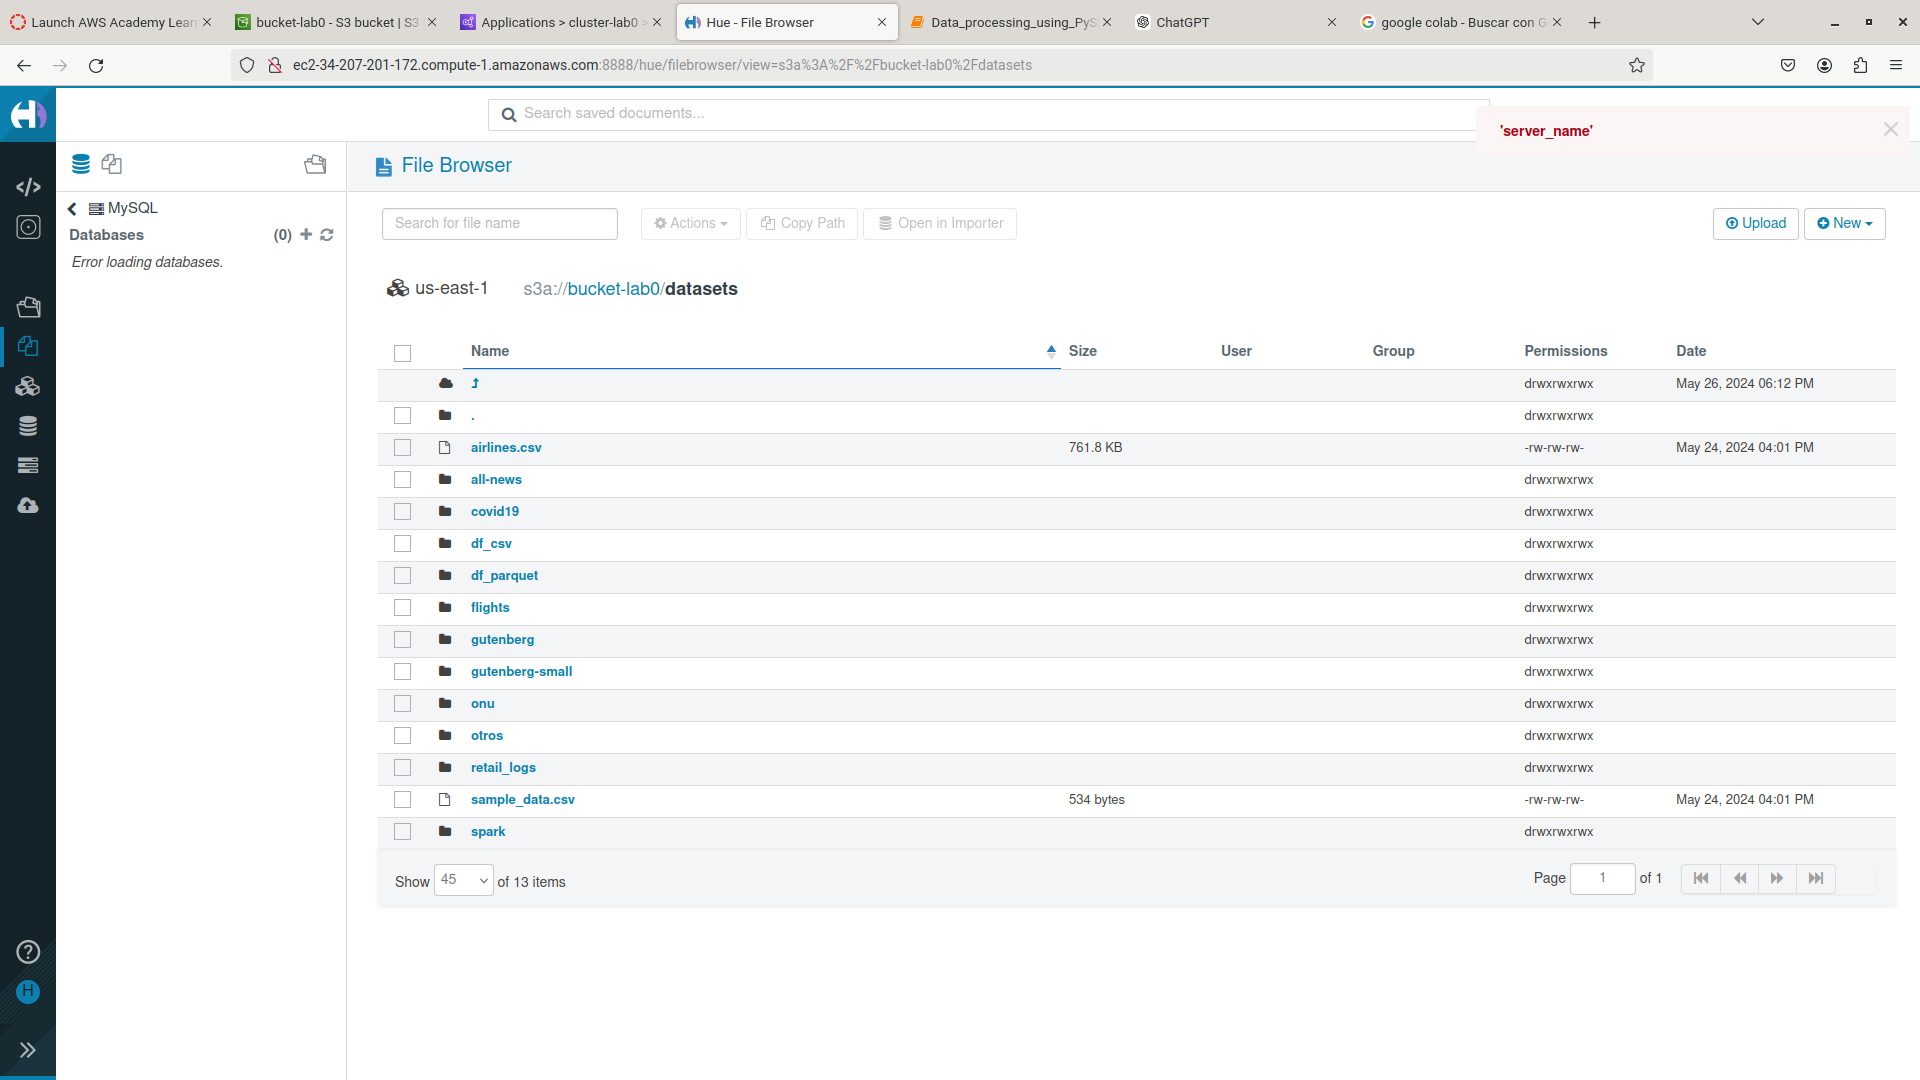 Launch AWS Academy Lear
bucket-lab0 - S3 bucket | S3
Applications > cluster-lab0 >
Hue - File Browser
Data_processing_using_PyS
ChatGPT
google colab - Buscar con G
ec2-34-207-201-172.compute-1.amazonaws.com:8888/hue/filebrowser/view=s3a%3A%2F%2Fbucket-lab0%2Fdatasets
Search saved documents...
'server_name'
MySQL
Databases (0)
Error loading databases.
File Browser
Search for file name
Actions
Copy Path
Open in Importer
Upload
New
us-east-1 s3a://bucket-lab0/datasets
Name Size User Group Permissions Date
drwxrwxrwx May 26, 2024 06:12 PM
. drwxrwxrwx
airlines.csv 761.8 KB -rw-rw-rw- May 24, 2024 04:01 PM
all-news drwxrwxrwx
covid19 drwxrwxrwx
df_csv drwxrwxrwx
df_parquet drwxrwxrwx
flights drwxrwxrwx
gutenberg drwxrwxrwx
gutenberg-small drwxrwxrwx
onu drwxrwxrwx
otros drwxrwxrwx
retail_logs drwxrwxrwx
sample_data.csv 534 bytes -rw-rw-rw- May 24, 2024 04:01 PM
spark drwxrwxrwx
Show 45 of 13 items
Page 1 of 1
H